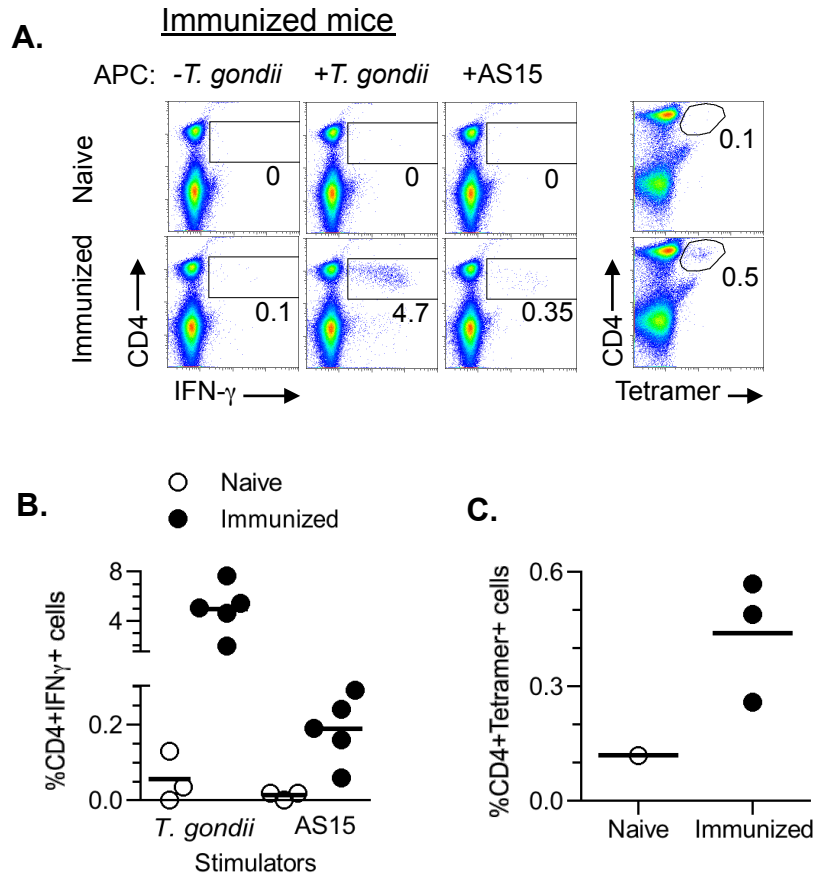 Immunized mice
A.
APC: -T. gondii +T. gondii +AS15
Naive
0
0
0
0.1
Immunized
CD4
0.1
4.7
0.35
CD4
0.5
IFN-γ
Tetramer
B.
Naive
Immunized
%CD4+IFNγ+ cells
8
4
0.2
0.0
T. gondii
AS15
Stimulators
C.
%CD4+Tetramer+ cells
0.6
0.3
0.0
Naive
Immunized